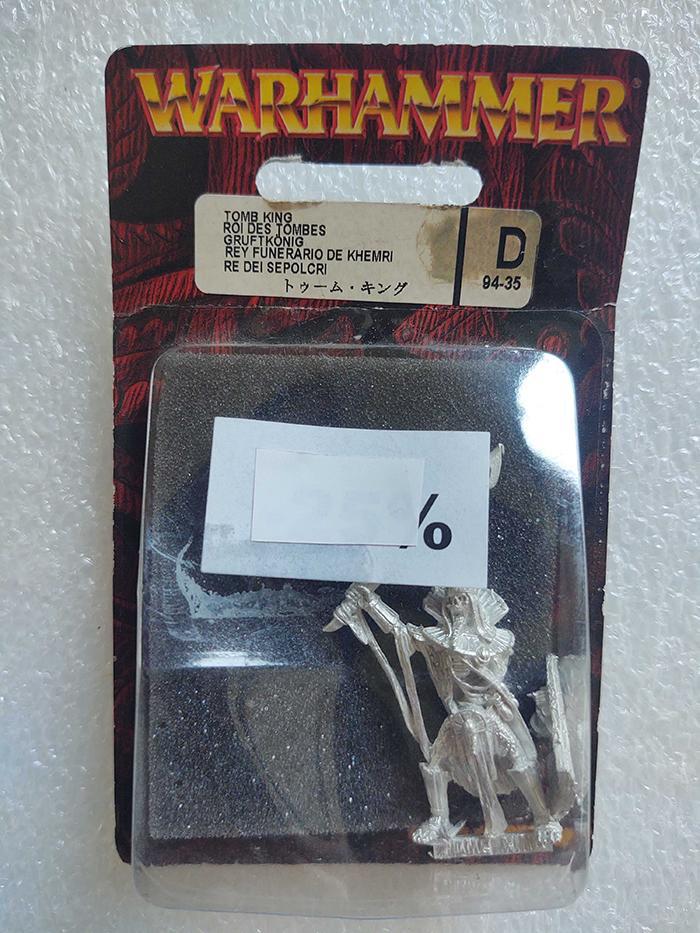 WARHAMMER
TOMB KING
ROI DES TOMBES
GRUFTKÖNIG
REY FUNERARIO DE KHEMRI
RE DEI SEPOLCRI
トゥーム・キング
D
94-35
%